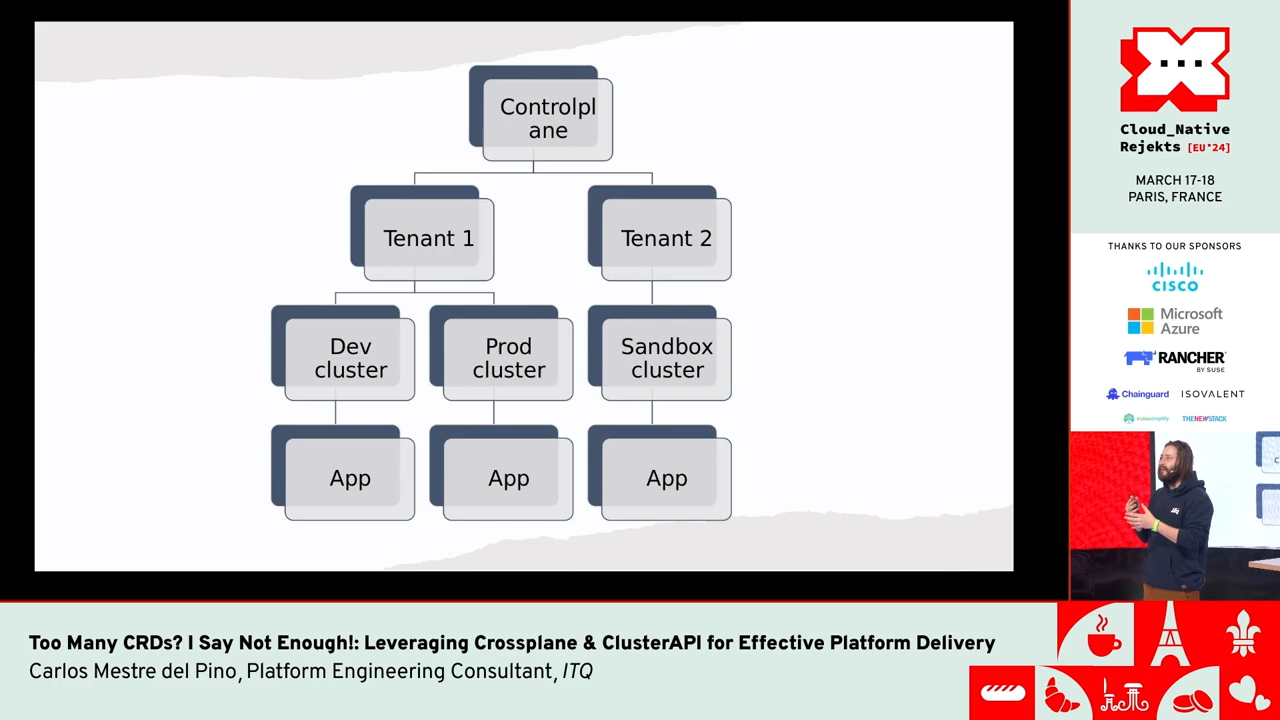 Controlpl
ane
Tenant 1
Tenant 2
Dev
cluster
Prod
cluster
Sandbox
cluster
App
App
App
Cloud_Native
Rejekts [EU*24]
MARCH 17-18
PARIS, FRANCE
THANKS TO OUR SPONSORS
CISCO
Microsoft
Azure
RANCHER
BY SUSE
Chainguard
ISOVALENT
kubesimplify
THENEWSTACK
Too Many CRDs? I Say Not Enough!: Leveraging Crossplane & ClusterAPI for Effective Platform Delivery
Carlos Mestre del Pino, Platform Engineering Consultant, ITQ